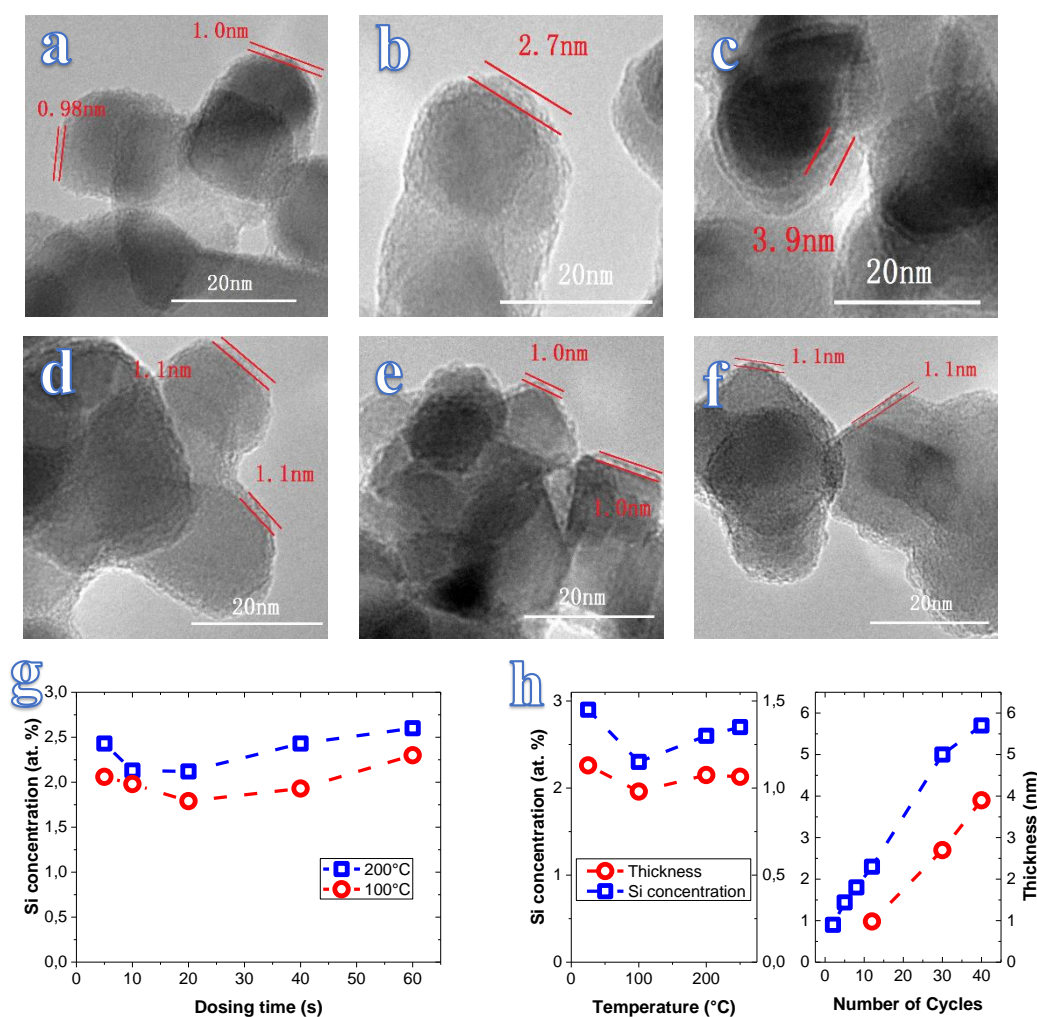 a
1.0nm
0.98nm
20nm
b
2.7nm
20nm
c
3.9nm
20nm
d
1.1nm
1.1nm
20nm
e
1.0nm
1.0nm
20nm
f
1.1nm
1.1nm
20nm
g
3,0
2,5
2,0
1,5
1,0
0,5
0,0
Si concentration (at. %)
200°C
100°C
0 10 20 30 40 50 60
Dosing time (s)
h
3
2
1
0
Si concentration (at. %)
1,5
1,0
0,5
0,0
Thickness
Si concentration
0 100 200
Temperature (°C)
6
5
4
3
2
1
0
6
5
4
3
2
1
0
Thickness (nm)
0 10 20 30 40
Number of Cycles